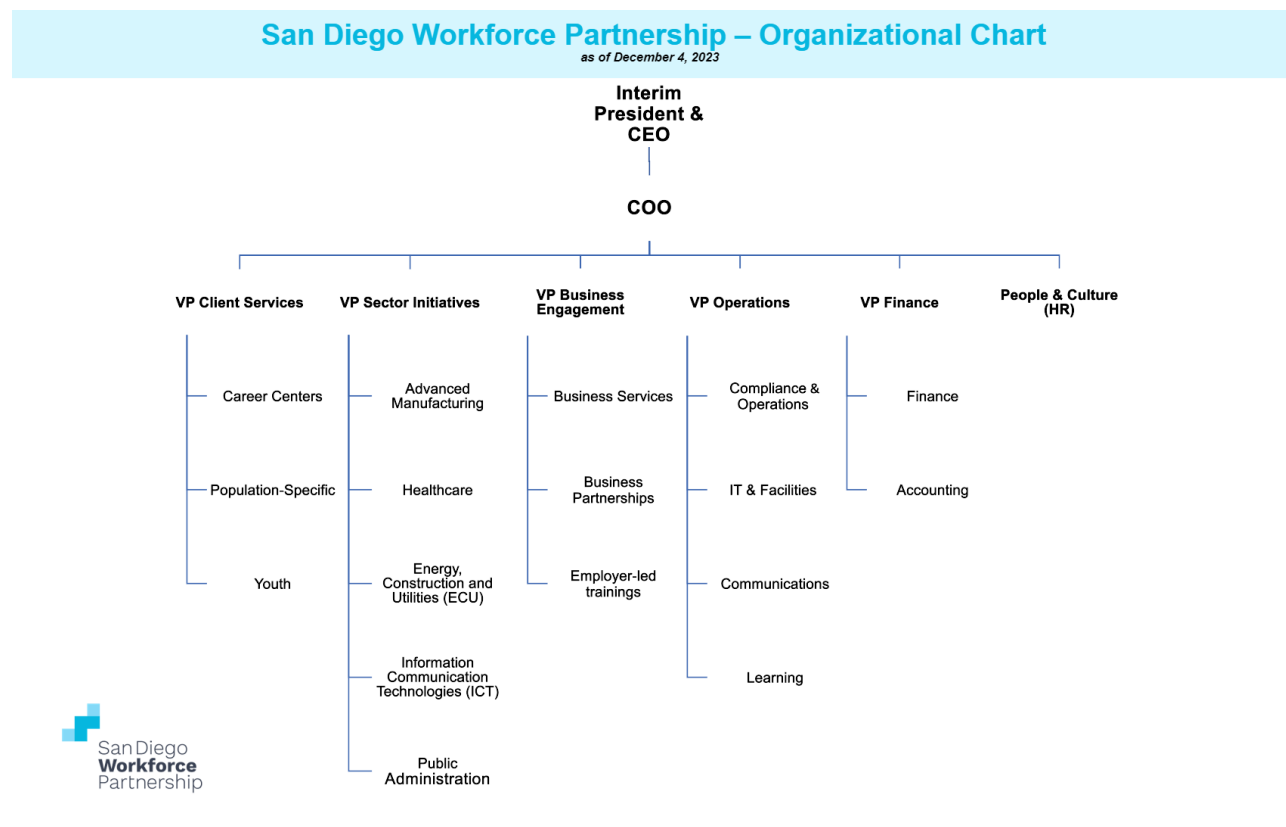 San Diego Workforce Partnership – Organizational Chart
as of December 4, 2023
Interim
President &
CEO
COO
VP Client Services
VP Sector Initiatives
VP Business
Engagement
VP Operations
VP Finance
People & Culture
(HR)
Career Centers
Advanced
Manufacturing
Business Services
Compliance &
Operations
Finance
Population-Specific
Healthcare
Business
Partnerships
IT & Facilities
Accounting
Youth
Energy,
Construction and
Utilities (ECU)
Employer-led
trainings
Communications
Information
Communication
Technologies (ICT)
Learning
Public
Administration
San Diego
Workforce
Partnership